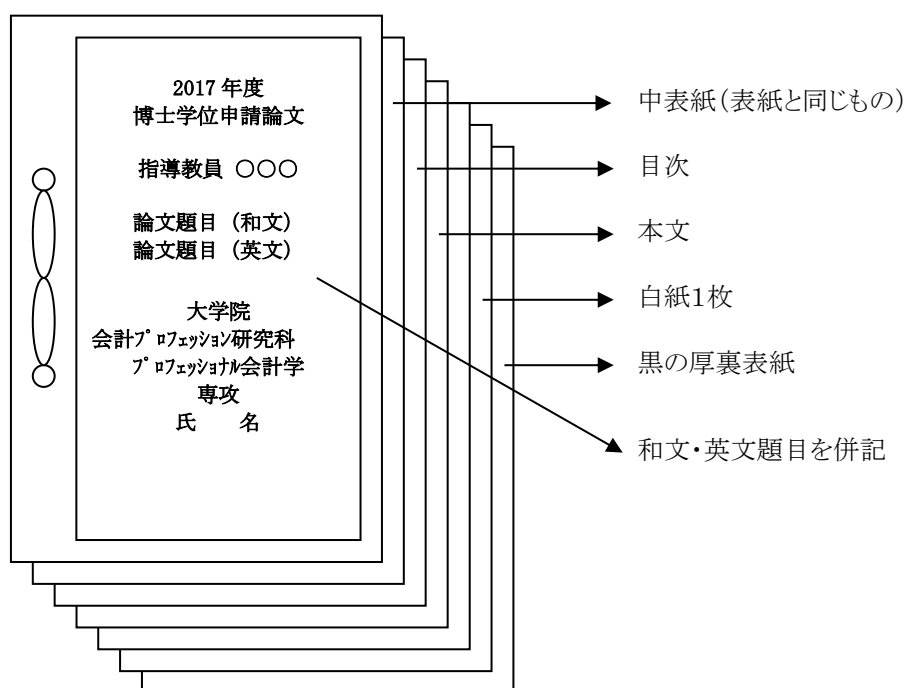 2017 年度
博士学位申請論文
指導教員 ○○○
論文題目 (和文)
論文題目 (英文)
大学院
会計ﾌﾟﾛﾌｪｯｼｮﾝ研究科
ﾌﾟﾛﾌｪｯｼｮﾅﾙ会計学
専攻
氏 名
中表紙(表紙と同じもの)
目次
本文
白紙1枚
黒の厚裏表紙
和文・英文題目を併記